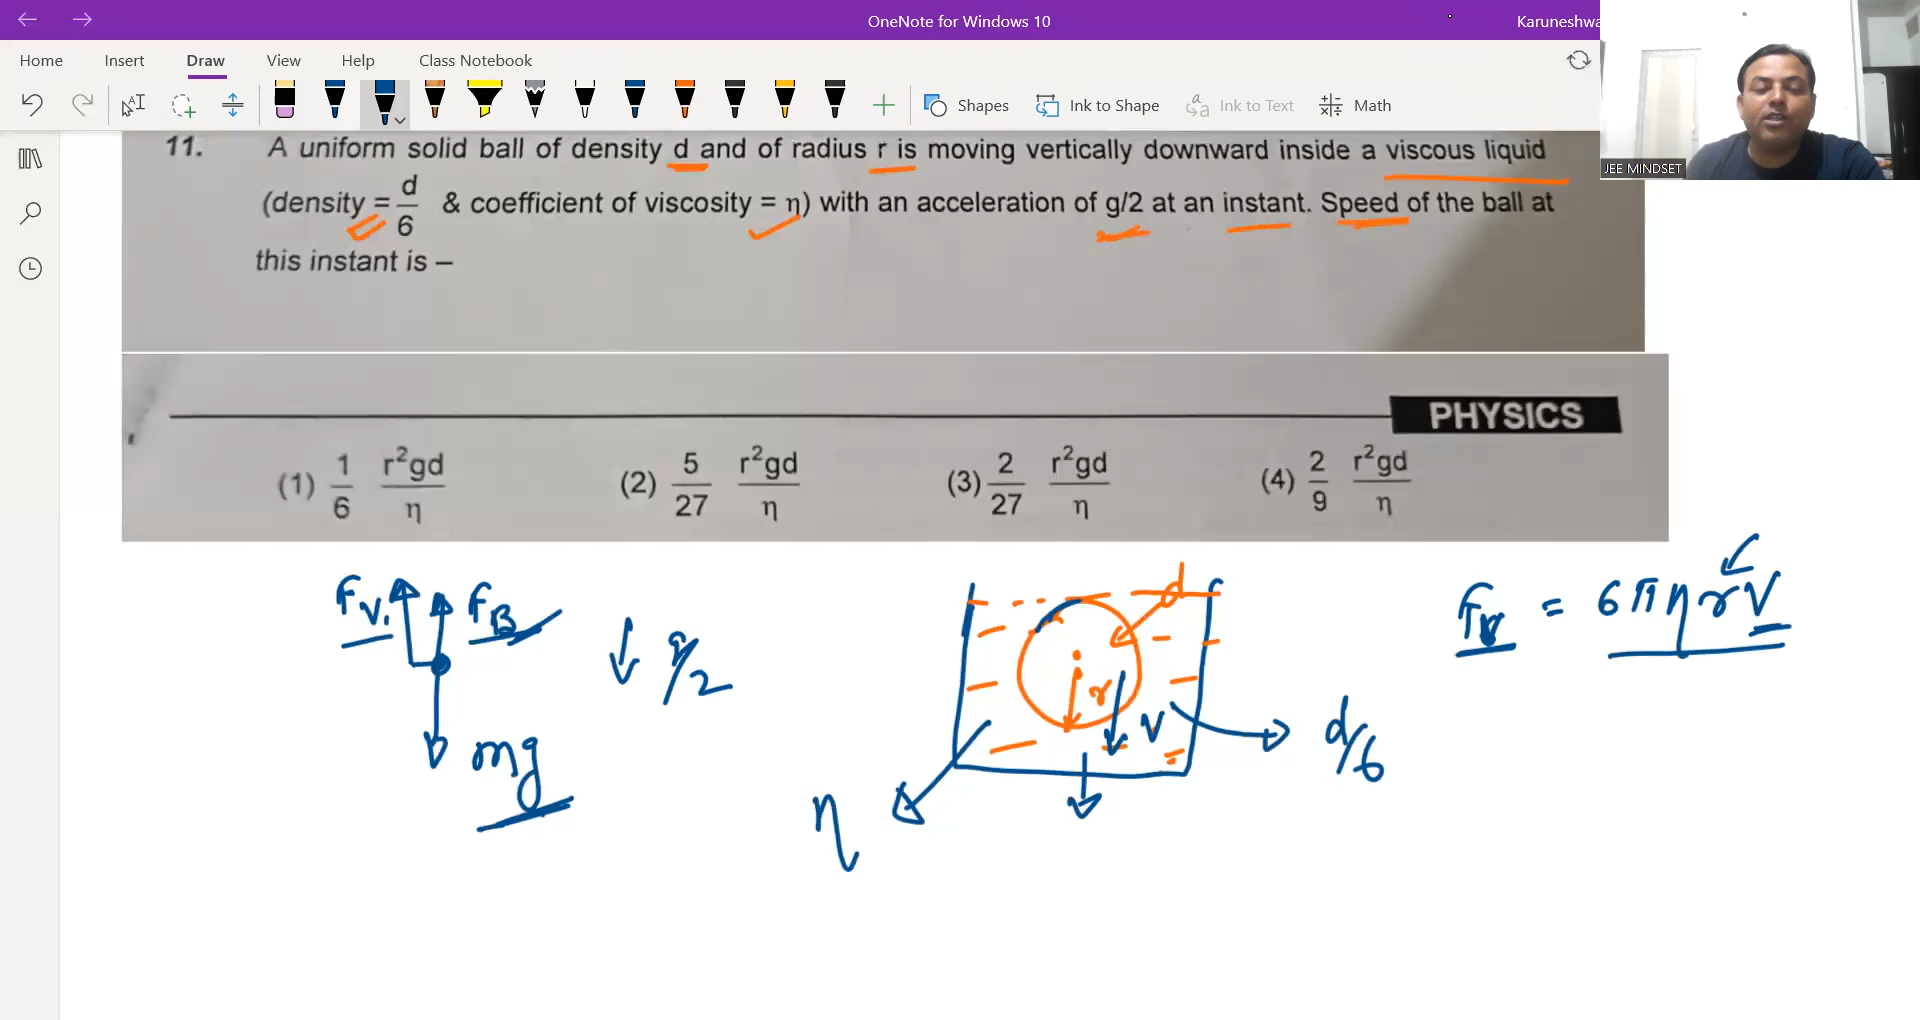 OneNote for Windows 10
Karuneshwa
Home Insert Draw View Help Class Notebook
Shapes Ink to Shape Ink to Text Math
JEE MINDSET
11. A uniform solid ball of density d and of radius r is moving vertically downward inside a viscous liquid
(density = d/6 & coefficient of viscosity = η) with an acceleration of g/2 at an instant. Speed of the ball at
this instant is –
PHYSICS
(1) 1/6 r²gd/η (2) 5/27 r²gd/η (3) 2/27 r²gd/η (4) 2/9 r²gd/η
Fv FB
mg
g/2
d
r
v
d/6
η
Fv = 6πηrv